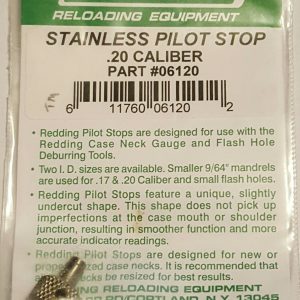 RELOADING EQUIPMENT
STAINLESS PILOT STOP
.20 CALIBER
PART #06120
TM
6 11760 06120 2
• Redding Pilot Stops are designed for use with the
Redding Case Neck Gauge and Flash Hole
Deburring Tools.
• Two I.D. sizes are available. Smaller 9/64" mandrels
are used for .17 & .20 Caliber and small flash holes.
• Redding Pilot Stops feature a unique, slightly
undercut shape. This shape does not pick up
imperfections at the case mouth or shoulder
junction, resulting in smoother function and more
accurate indicator readings.
• Redding Pilot Stops are designed for new or
sized case necks. It is recommended that
necks be resized for best results.
REDDING RELOADING EQUIPMENT
RD/CORTLAND, N.Y. 13045